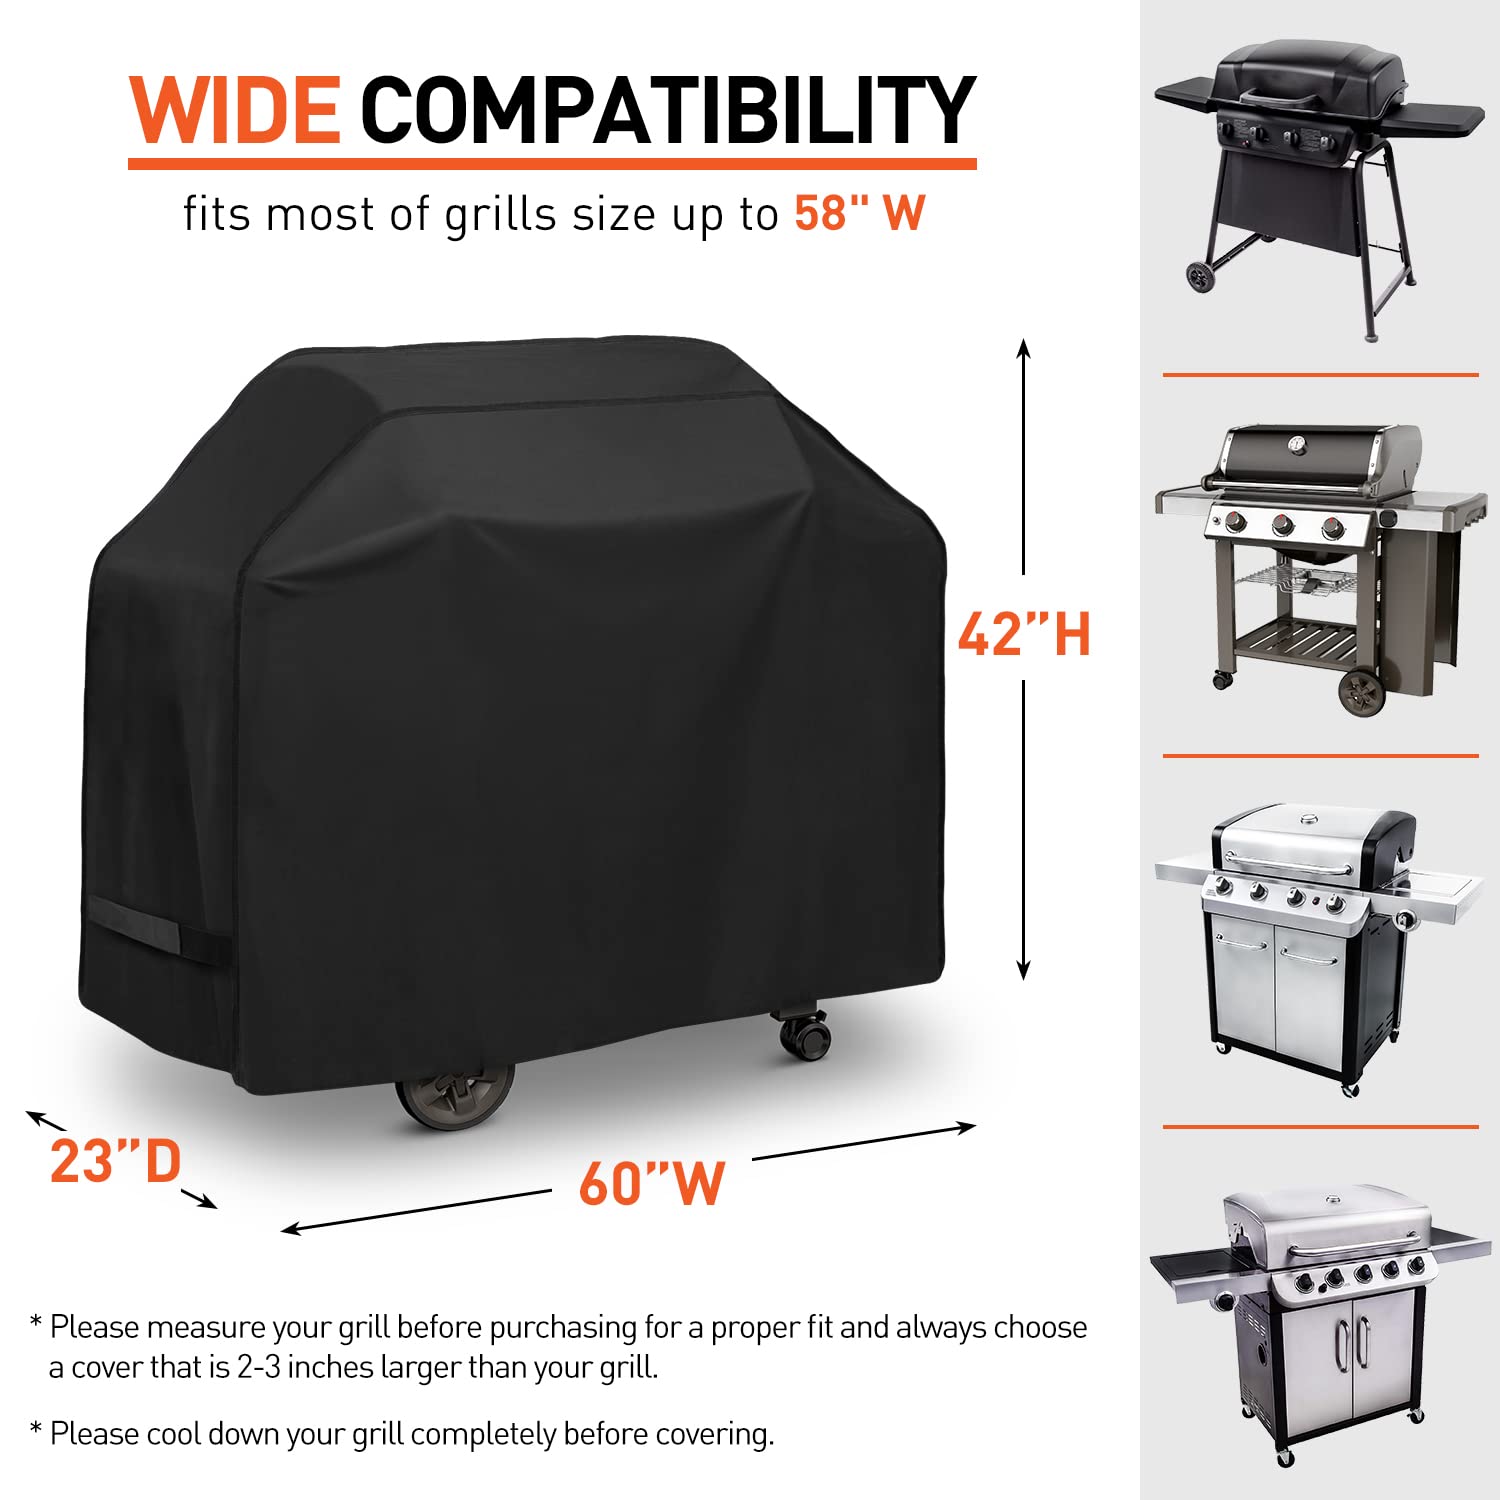 WIDE COMPATIBILITY
fits most of grills size up to 58" W
42”H
23”D
60”W
* Please measure your grill before purchasing for a proper fit and always choose
a cover that is 2-3 inches larger than your grill.
* Please cool down your grill completely before covering.